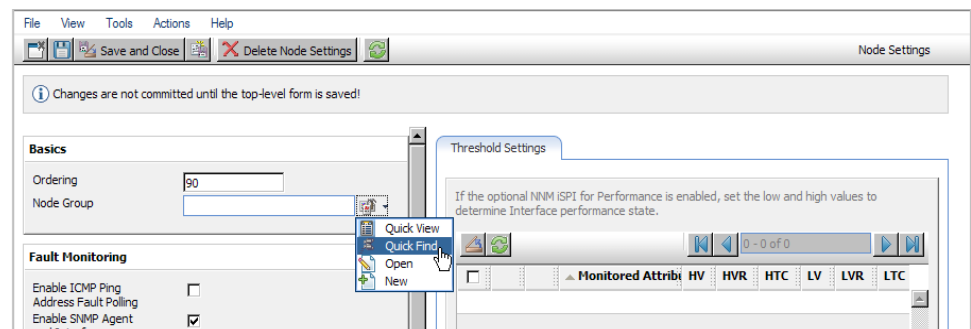 File View Tools Actions Help
Save and Close Delete Node Settings Node Settings
Changes are not committed until the top-level form is saved!
Basics
Ordering 90
Node Group
Quick View
Quick Find
Open
New
Fault Monitoring
Enable ICMP Ping
Address Fault Polling
Enable SNMP Agent
Threshold Settings
If the optional NNM iSPI for Performance is enabled, set the low and high values to
determine Interface performance state.
0 - 0 of 0
Monitored Attrib HV HVR HTC LV LVR LTC